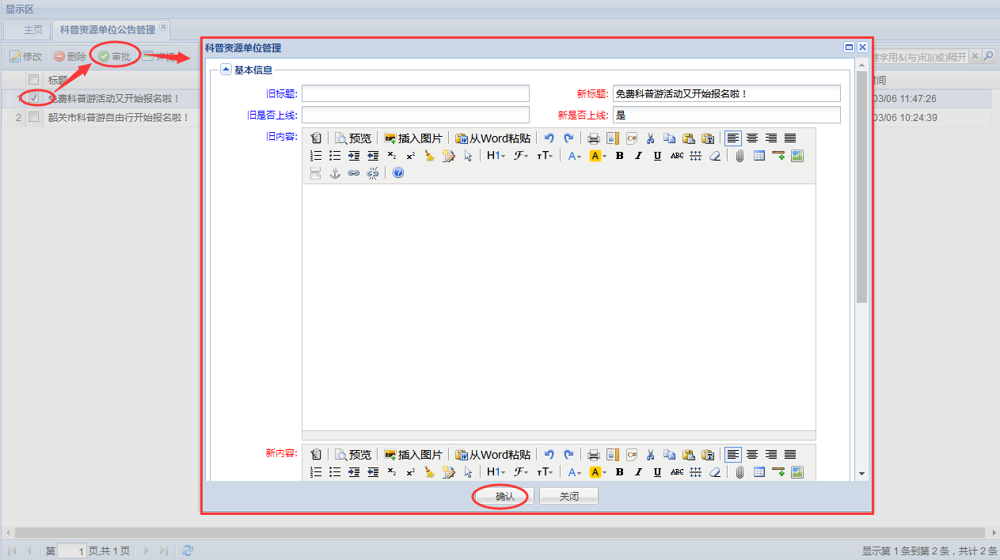 显示区
主页 科普资源单位公告管理
修改 删除 审批 详情
键字用&(与)和|(或)隔开
标题
时间
1 免费科普游活动又开始报名啦！ 03/06 11:47:26
2 韶关市科普游自由行开始报名啦！ 03/06 10:24:39
科普资源单位管理
基本信息
旧标题: 新标题: 免费科普游活动又开始报名啦！
旧是否上线: 新是否上线: 是
旧内容: 预览 插入图片 从Word粘贴 C#
H1 F TT A A B I U ABC
新内容: 预览 插入图片 从Word粘贴 C#
H1 F TT A A B I U ABC
确认 关闭
第 1 页,共 1 页
显示第 1 条到第 2 条，共计 2 条